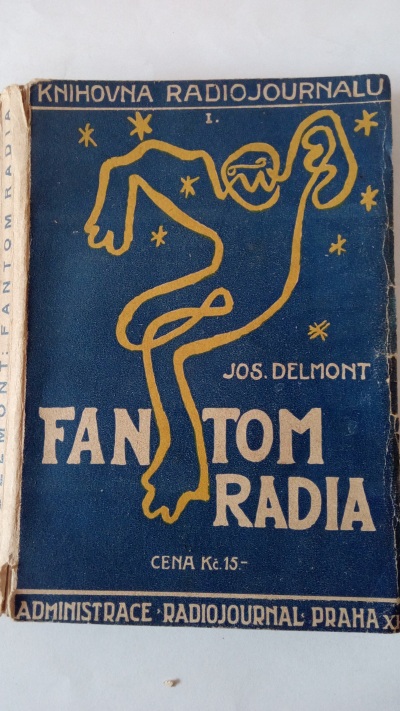 KNIHOVNA RADIOJOURNALU
I.
JOS. DELMONT
FANTOM
RADIA
CENA Kč. 15.-
ADMINISTRACE · RADIOJOURNAL · PRAHA
DELMONT: FANTOM RADIA